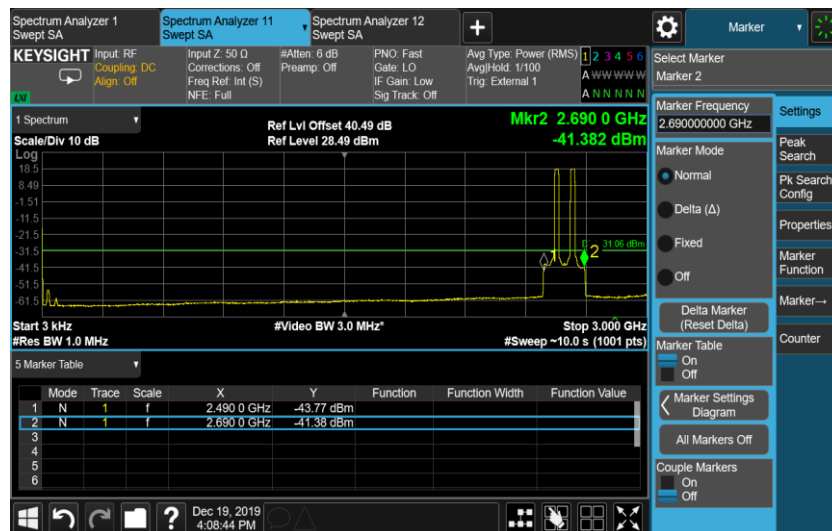 Spectrum Analyzer 1
Swept SA
Spectrum Analyzer 11
Swept SA
Spectrum Analyzer 12
Swept SA
Marker
KEYSIGHT
Input: RF
Coupling: DC
Align: Off
LXI
Input Z: 50 Ω
Corrections: Off
Freq Ref: Int (S)
NFE: Full
#Atten: 6 dB
Preamp: Off
PNO: Fast
Gate: LO
IF Gain: Low
Sig Track: Off
Avg Type: Power (RMS)
Avg|Hold: 1/100
Trig: External 1
1 2 3 4 5 6
A W W W W W
A N N N N N
Select Marker
Marker 2
1 Spectrum
Scale/Div 10 dB
Log
Ref Lvl Offset 40.49 dB
Ref Level 28.49 dBm
Mkr2 2.690 0 GHz
-41.382 dBm
18.5
8.49
-1.51
-11.5
-21.5
-31.5
-41.5
-51.5
-61.5
31.06 dBm
1
2
Start 3 kHz
#Res BW 1.0 MHz
#Video BW 3.0 MHz*
Stop 3.000 GHz
#Sweep ~10.0 s (1001 pts)
5 Marker Table
Mode Trace Scale X Y Function Function Width Function Value
1 N 1 f 2.490 0 GHz -43.77 dBm
2 N 1 f 2.690 0 GHz -41.38 dBm
3
4
5
6
Dec 19, 2019
4:08:44 PM
Marker Frequency
2.690000000 GHz
Marker Mode
Normal
Delta (Δ)
Fixed
Off
Delta Marker
(Reset Delta)
Marker Table
On
Off
Marker Settings
Diagram
All Markers Off
Couple Markers
On
Off
Settings
Peak
Search
Pk Search
Config
Properties
Marker
Function
Marker→
Counter